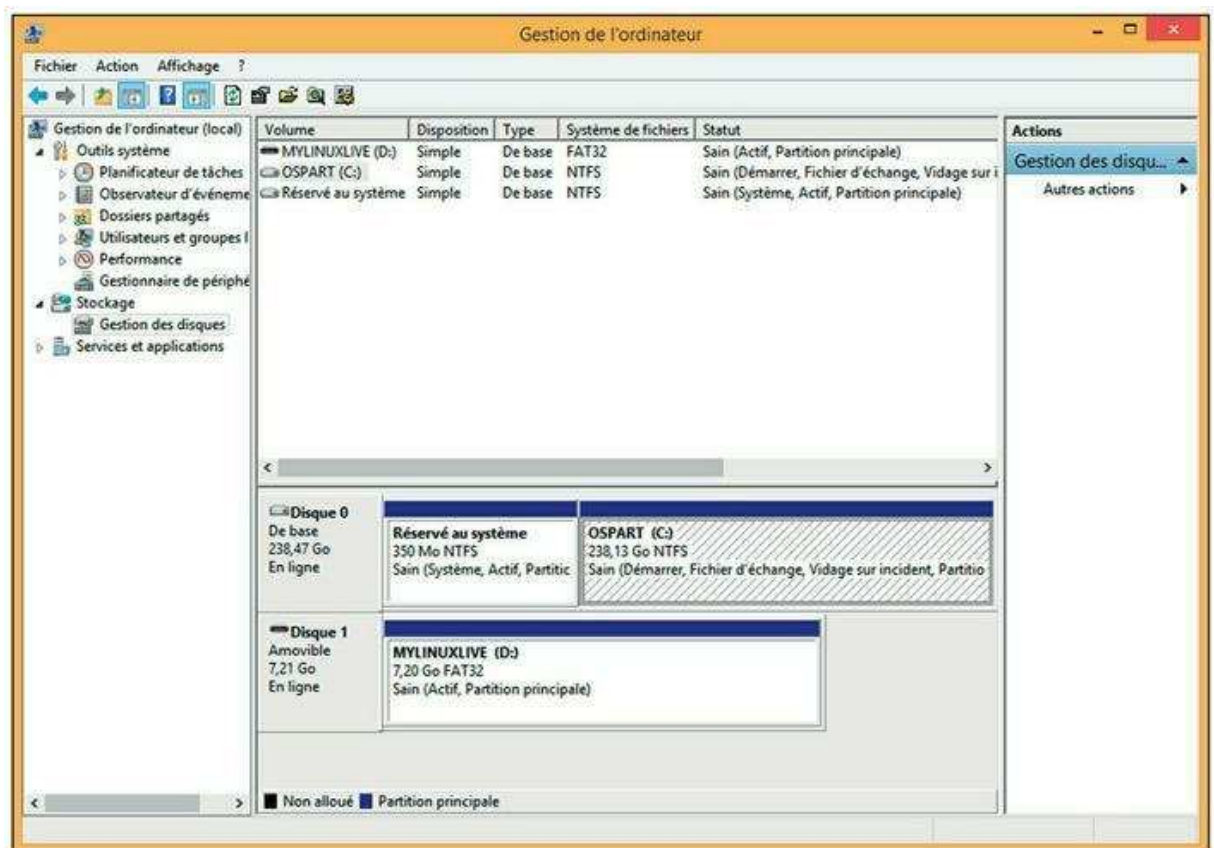 Gestion de l'ordinateur
Fichier Action Affichage ?
Gestion de l'ordinateur (local)
Outils système
Planificateur de tâches
Observateur d'événeme
Dossiers partagés
Utilisateurs et groupes l
Performance
Gestionnaire de périphé
Stockage
Gestion des disques
Services et applications
Volume Disposition Type Système de fichiers Statut
MYLINUXLIVE (D:) Simple De base FAT32 Sain (Actif, Partition principale)
OSPART (C:) Simple De base NTFS Sain (Démarrer, Fichier d'échange, Vidage sur i
Réservé au système Simple De base NTFS Sain (Système, Actif, Partition principale)
Actions
Gestion des disqu...
Autres actions
Disque 0
De base
238,47 Go
En ligne
Réservé au système
350 Mo NTFS
Sain (Système, Actif, Partitic
OSPART (C:)
238,13 Go NTFS
Sain (Démarrer, Fichier d'échange, Vidage sur incident, Partitio
Disque 1
Amovible
7,21 Go
En ligne
MYLINUXLIVE (D:)
7,20 Go FAT32
Sain (Actif, Partition principale)
Non alloué Partition principale